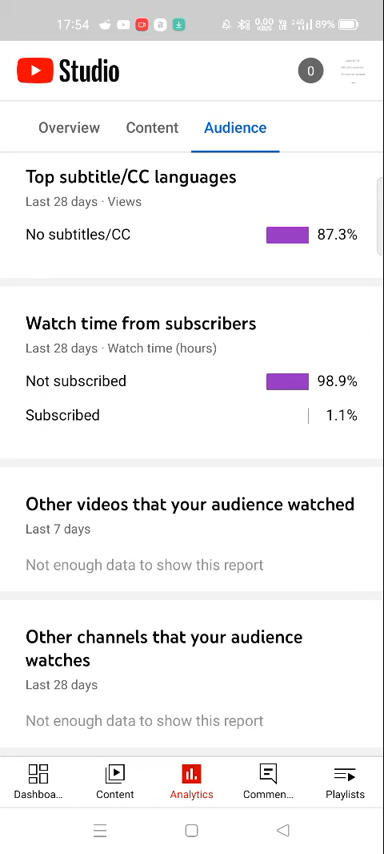 17:54 a 0.00 KB/S 89%
Studio 0
Overview Content Audience
Top subtitle/CC languages
Last 28 days · Views
No subtitles/CC 87.3%
Watch time from subscribers
Last 28 days · Watch time (hours)
Not subscribed 98.9%
Subscribed 1.1%
Other videos that your audience watched
Last 7 days
Not enough data to show this report
Other channels that your audience
watches
Last 28 days
Not enough data to show this report
Dashboa... Content Analytics Commen... Playlists